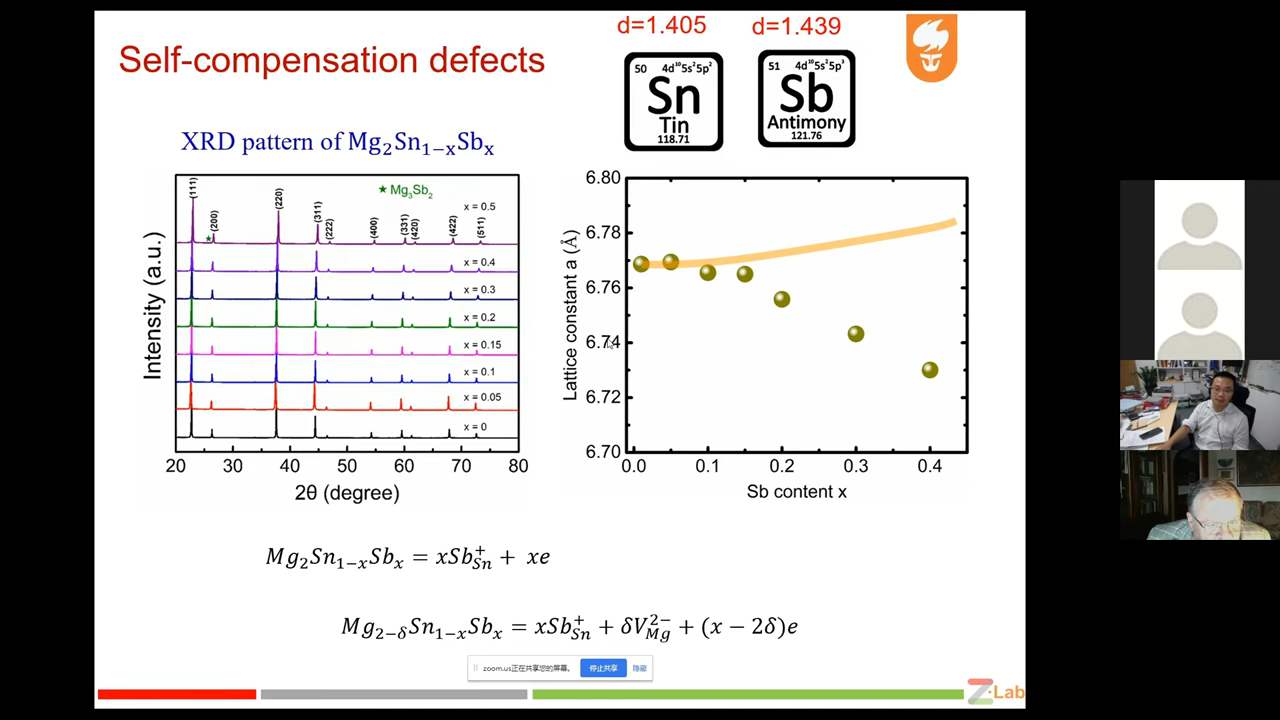 Self-compensation defects
d=1.405
d=1.439
50 4d¹⁰5s²5p²
Sn
Tin
118.71
51 4d¹⁰5s²5p³
Sb
Antimony
121.76
XRD pattern of Mg₂Sn₁₋ₓSbₓ
Intensity (a.u.)
★ Mg₃Sb₂
(111)
(200)
(220)
(311)
(222)
(400)
(331)
(420)
(422)
(511)
x = 0.5
x = 0.4
x = 0.3
x = 0.2
x = 0.15
x = 0.1
x = 0.05
x = 0
20 30 40 50 60 70 80
2θ (degree)
Lattice constant a (Å)
6.80
6.78
6.76
6.74
6.72
6.70
0.0 0.1 0.2 0.3 0.4
Sb content x
Mg₂Sn₁₋ₓSbₓ = xSb⁺Sn + xe
Mg₂₋δSn₁₋ₓSbₓ = xSb⁺Sn + δV²⁻Mg + (x − 2δ)e
zoom.us正在共享您的屏幕。 停止共享 隐藏
Z·Lab